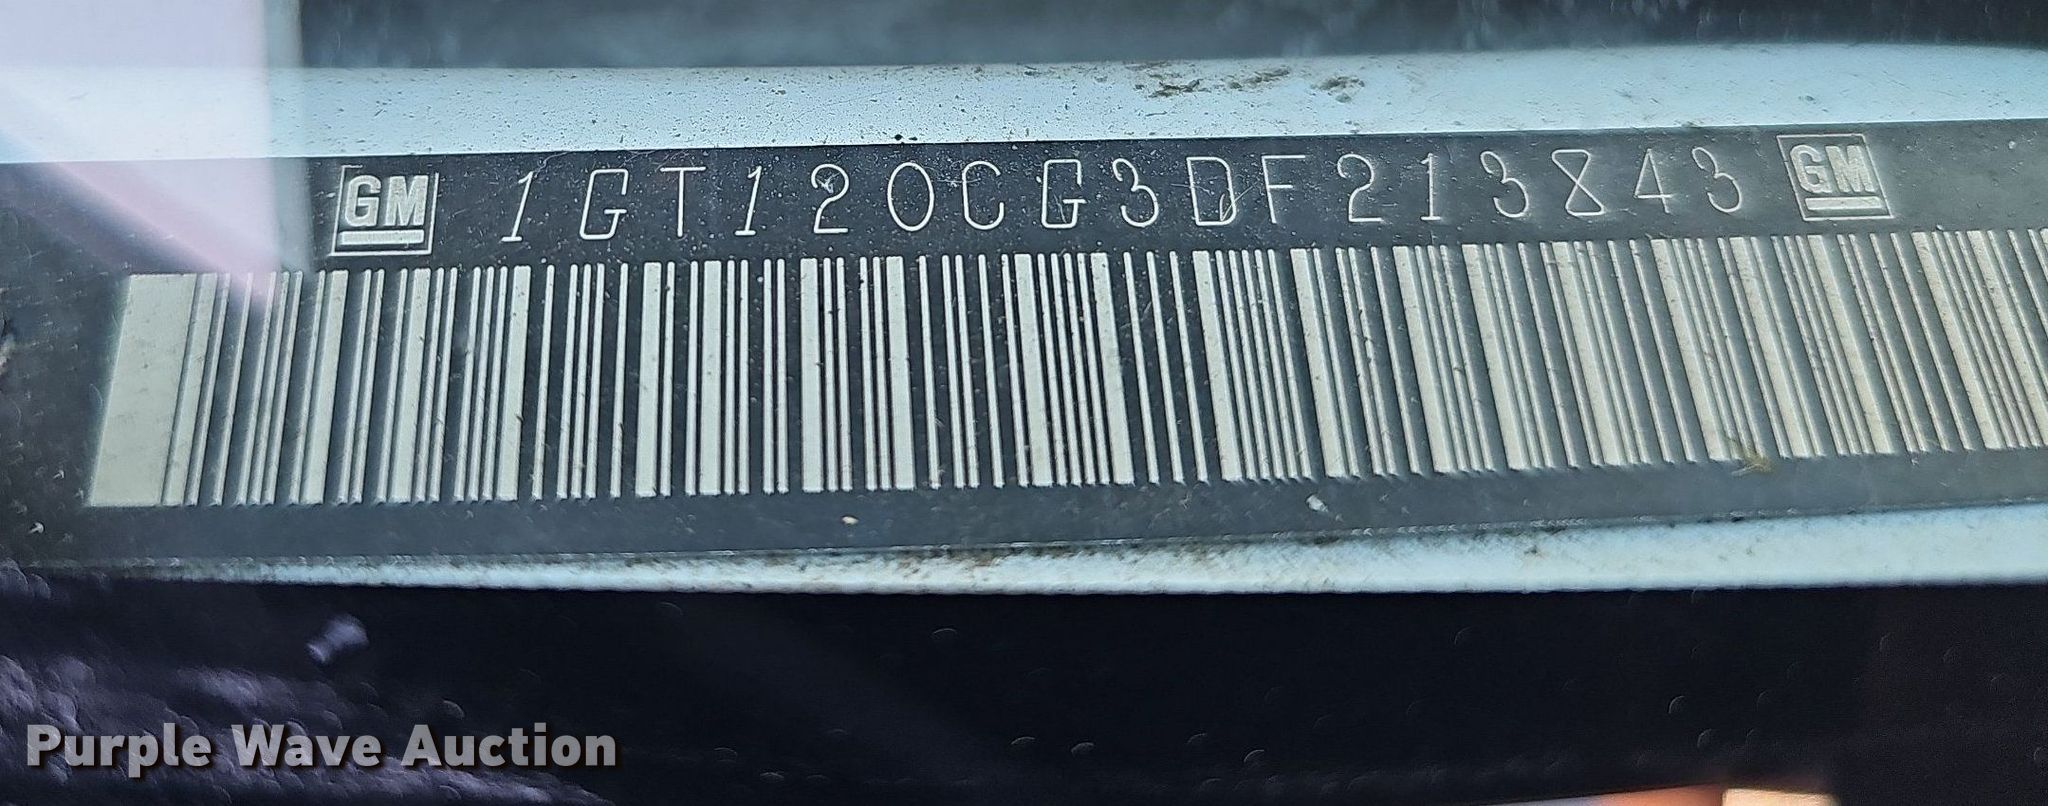 GM 1GT120CG3DF213843 GM
Purple Wave Auction